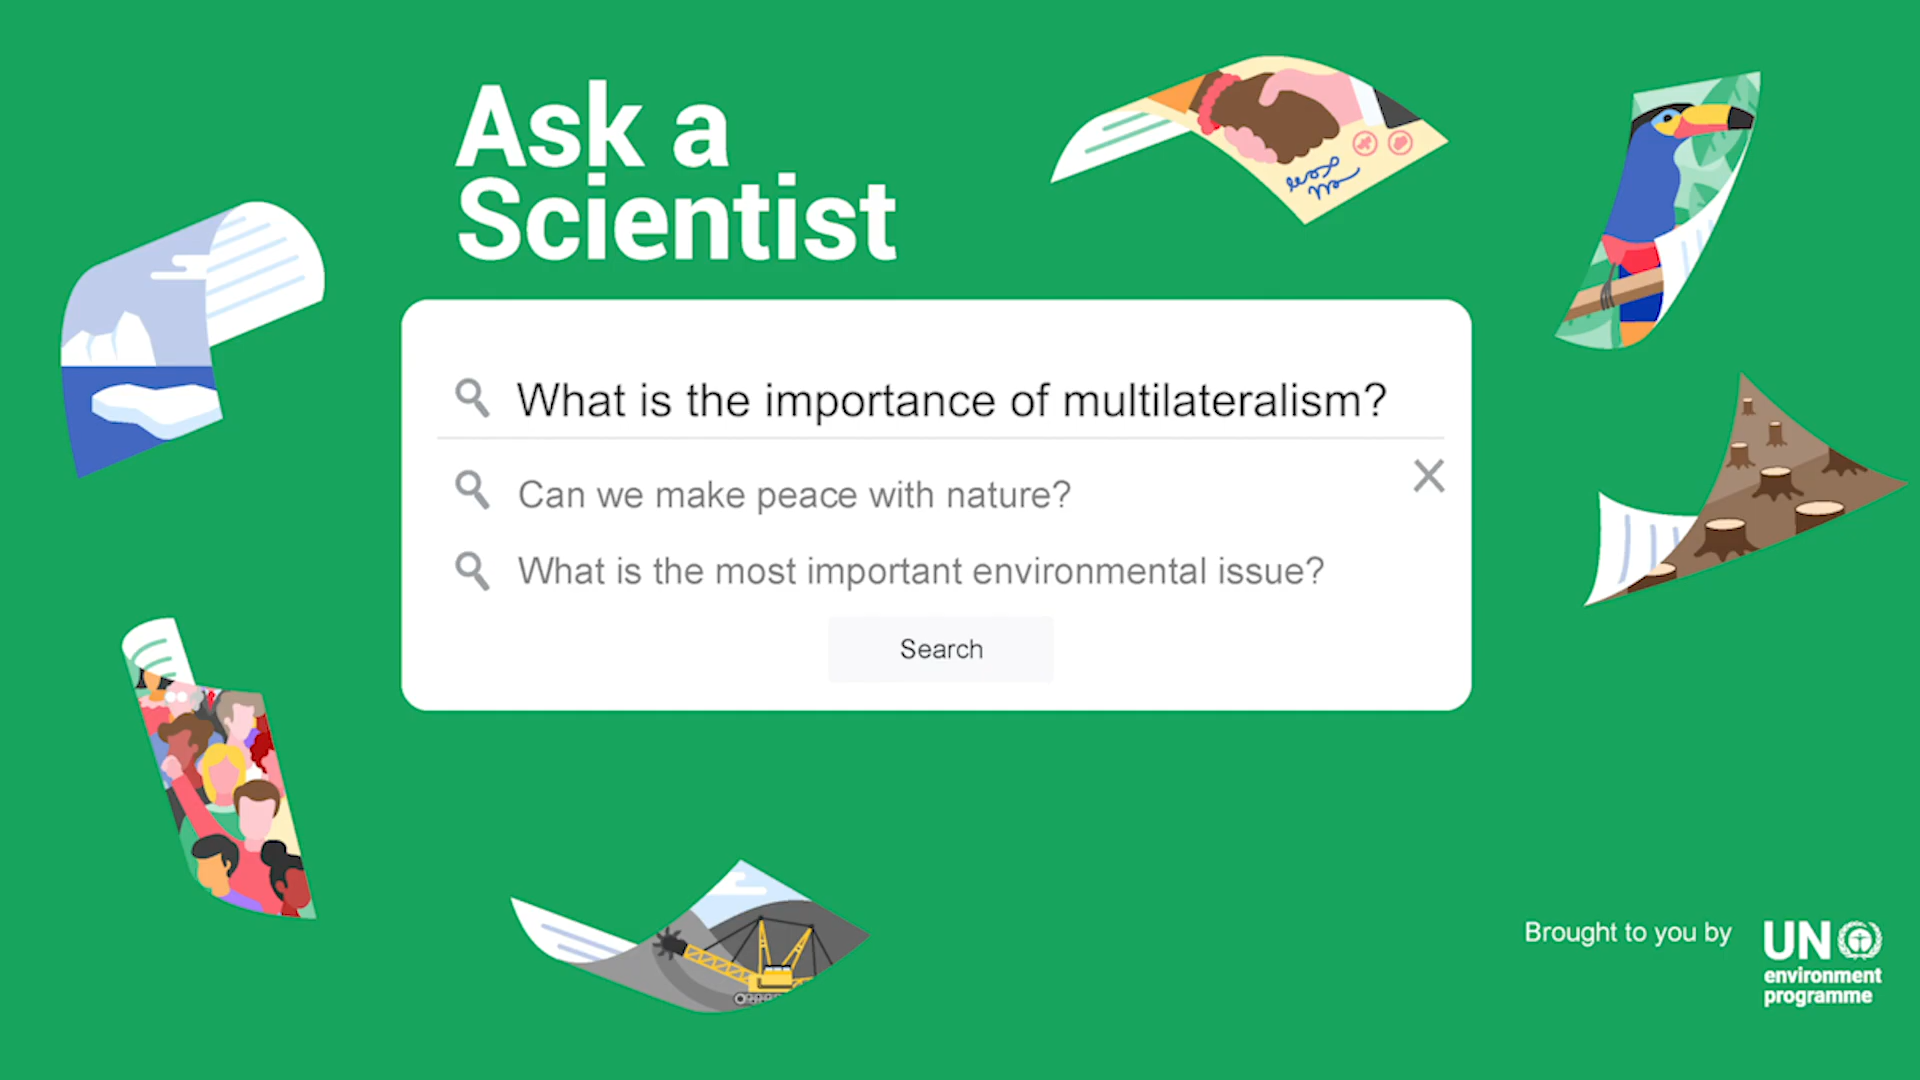 Ask a
Scientist
What is the importance of multilateralism?
Can we make peace with nature?
What is the most important environmental issue?
Search
Brought to you by
UN
environment
programme